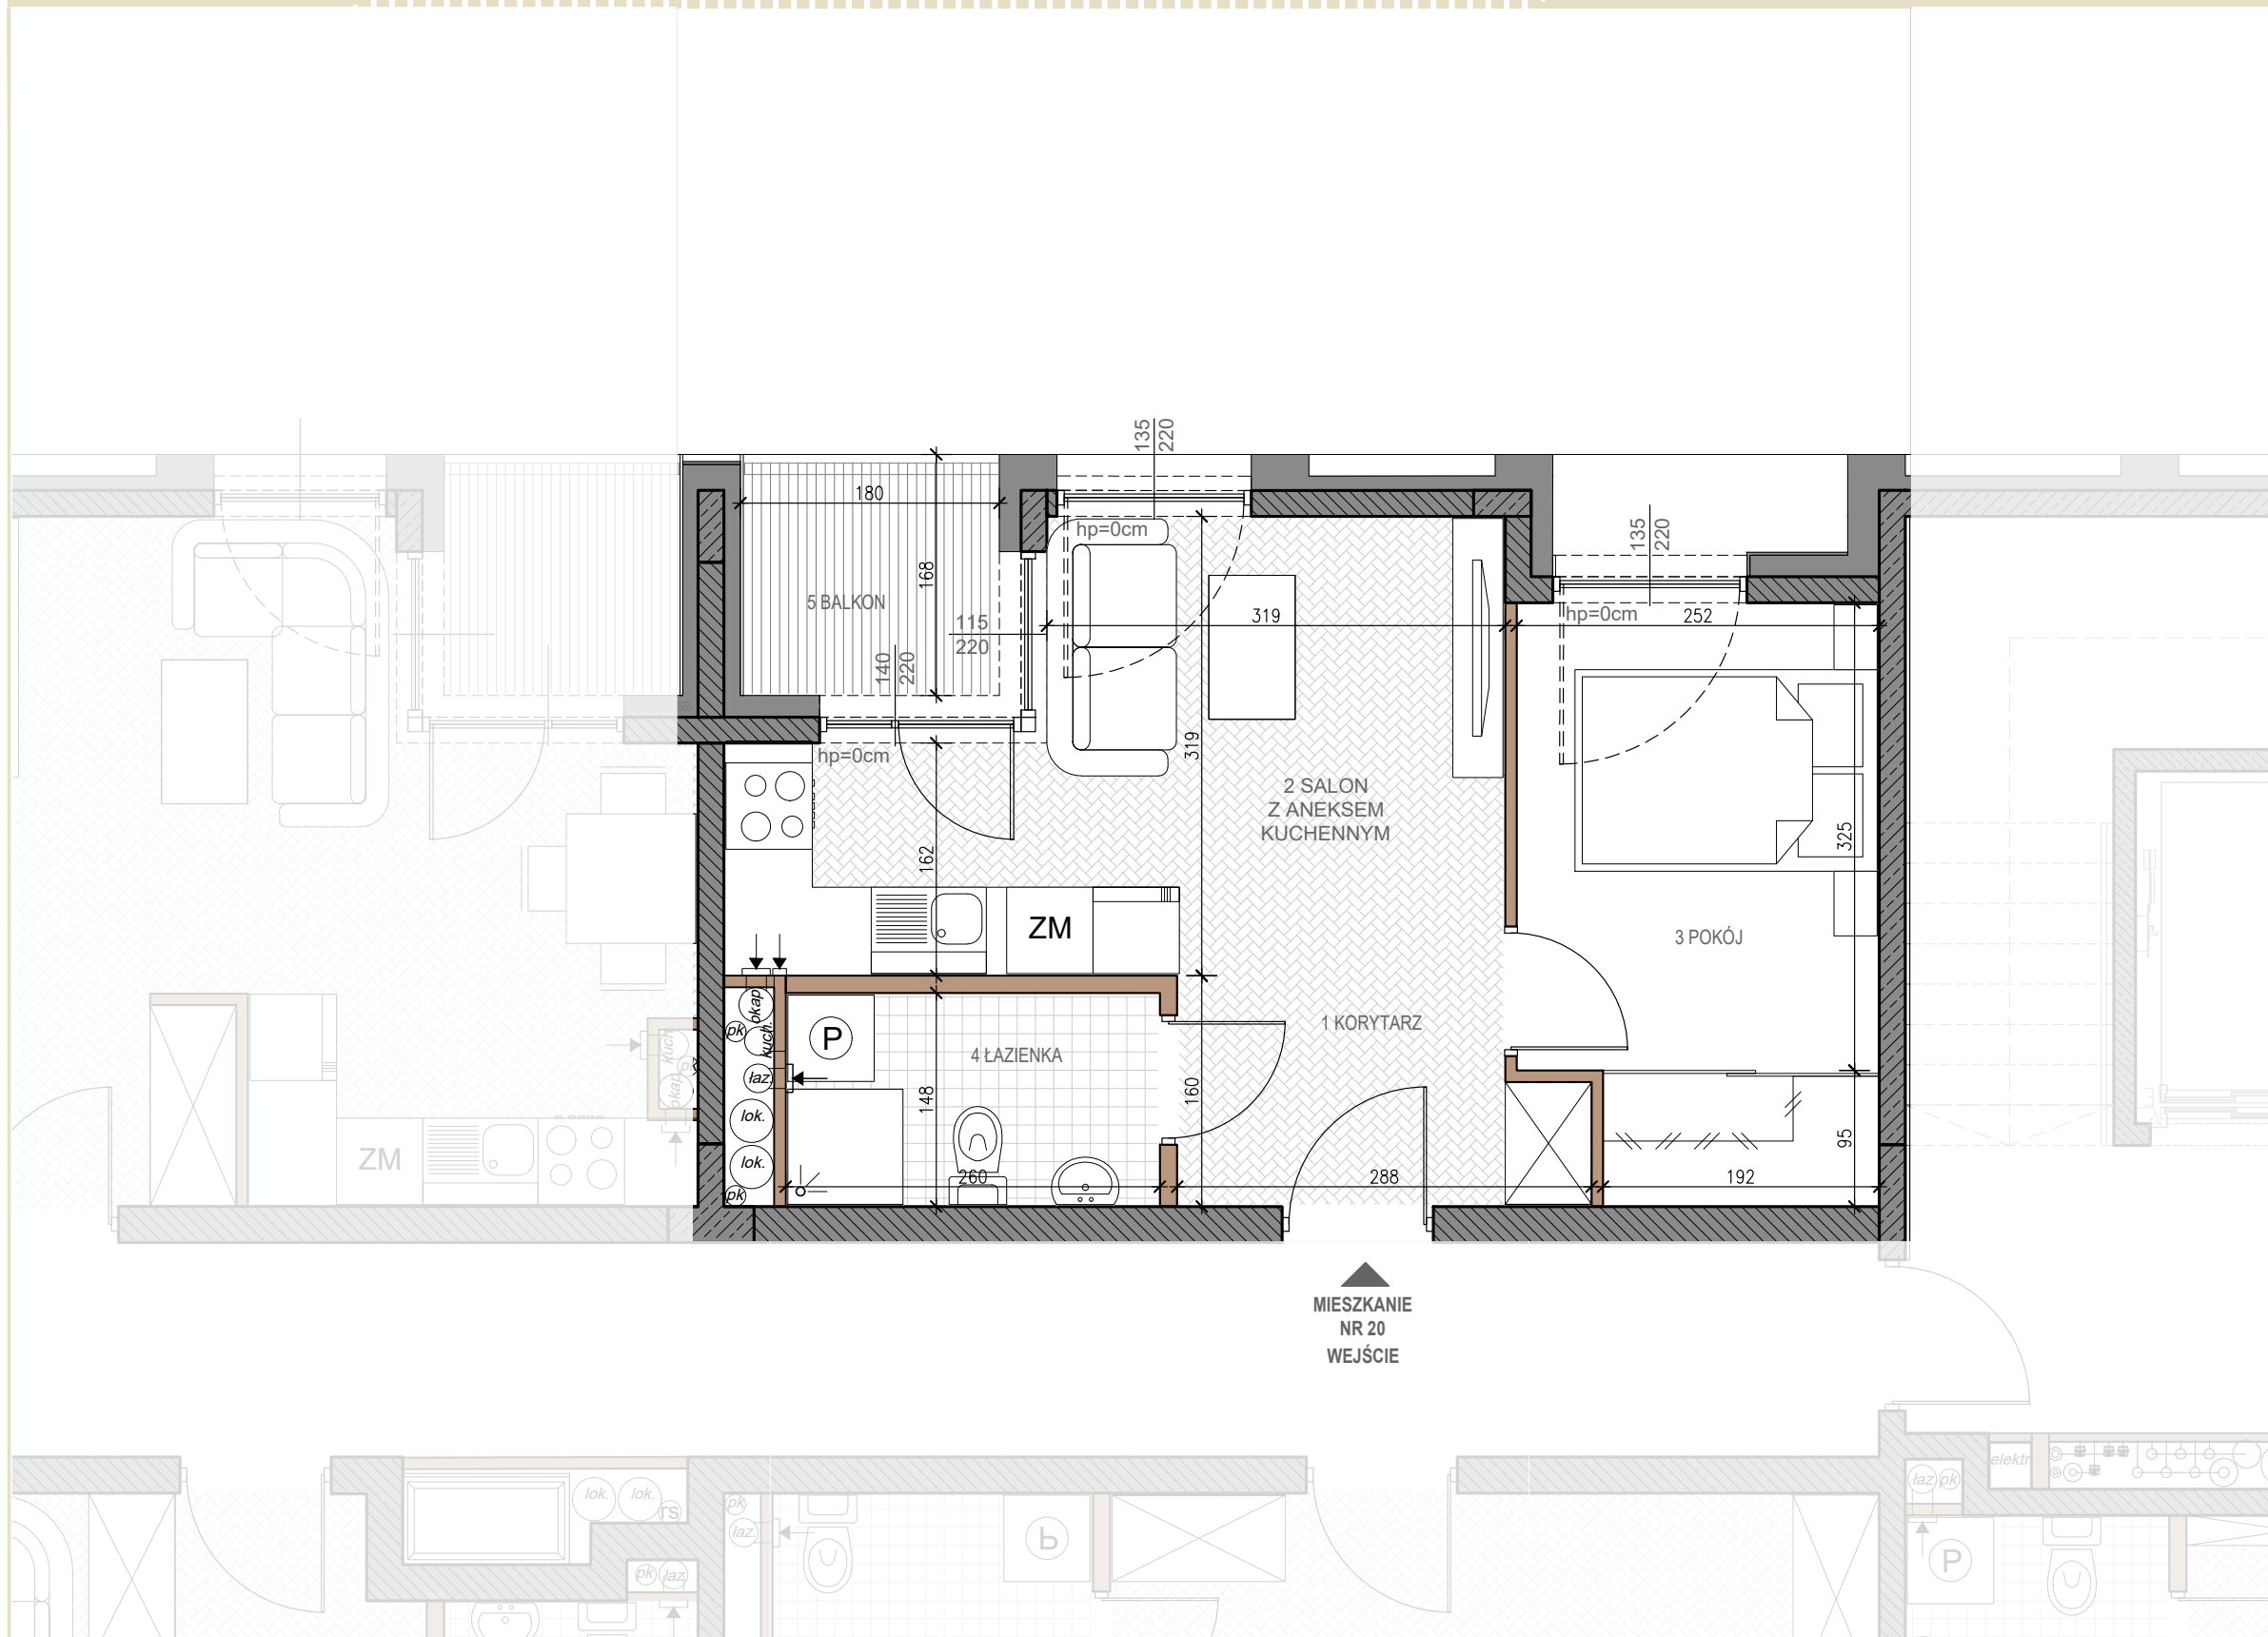 135
220
180
hp=0cm
135
220
168
5 BALKON
115
220
319
hp=0cm
252
140
220
hp=0cm
319
2 SALON
Z ANEKSEM
KUCHENNYM
162
325
ZM
3 POKÓJ
okap
pk
kuch.
P
1 KORYTARZ
4 ŁAZIENKA
łaz
148
160
lok.
95
lok.
260
288
192
pk
kuch
okap
ZM
MIESZKANIE
NR 20
WEJŚCIE
elektr
lok.
lok.
rs
pk
łaz.
P
łaz.
pk
pk
łaz
P